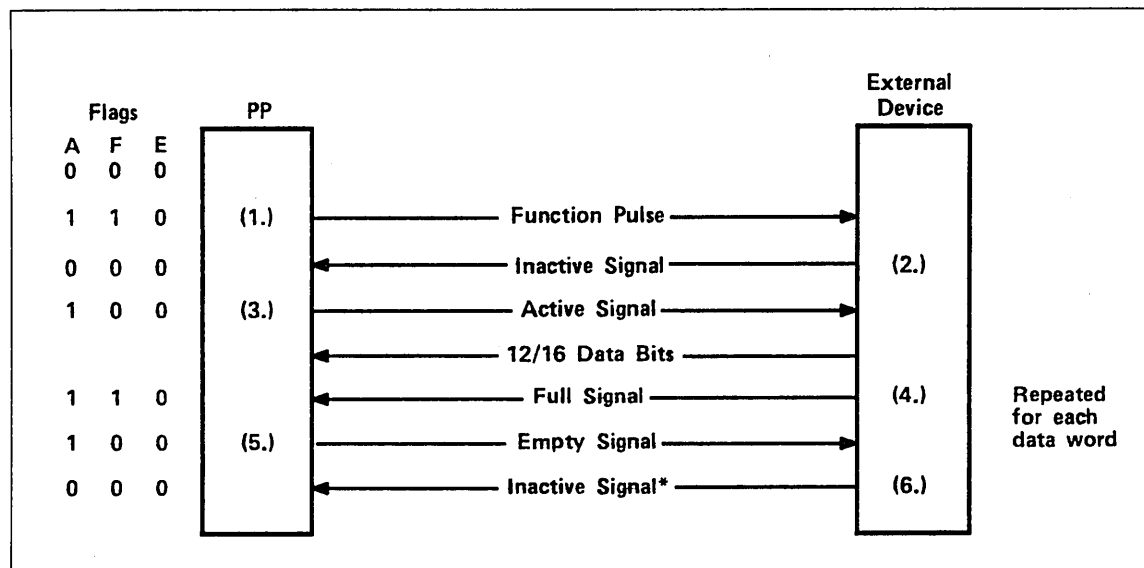 Flags PP External Device
A F E
0 0 0
1 1 0 (1.) Function Pulse
0 0 0 Inactive Signal (2.)
1 0 0 (3.) Active Signal
12/16 Data Bits
1 1 0 Full Signal (4.)
1 0 0 (5.) Empty Signal
0 0 0 Inactive Signal* (6.)
Repeated
for each
data word